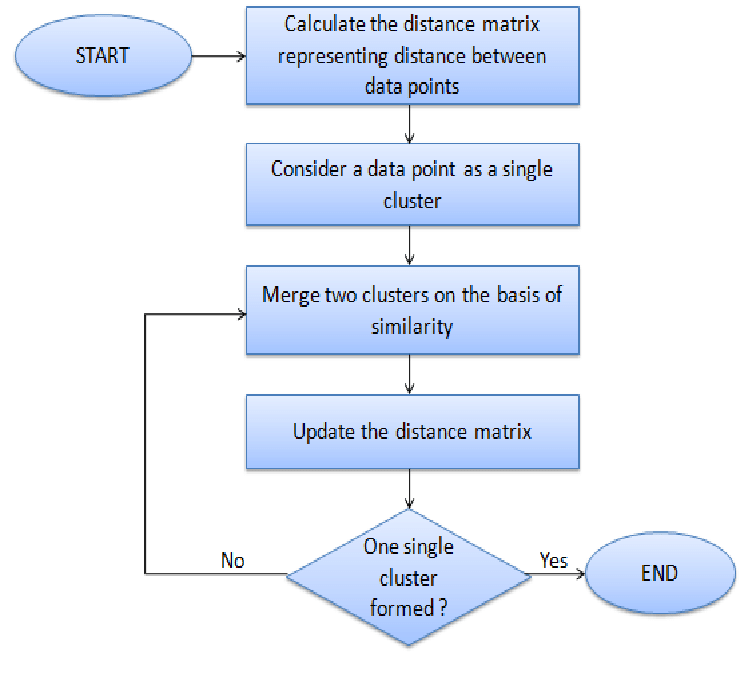 START
Calculate the distance matrix
representing distance between
data points
Consider a data point as a single
cluster
Merge two clusters on the basis of
similarity
Update the distance matrix
One single
cluster
formed ?
No
Yes
END